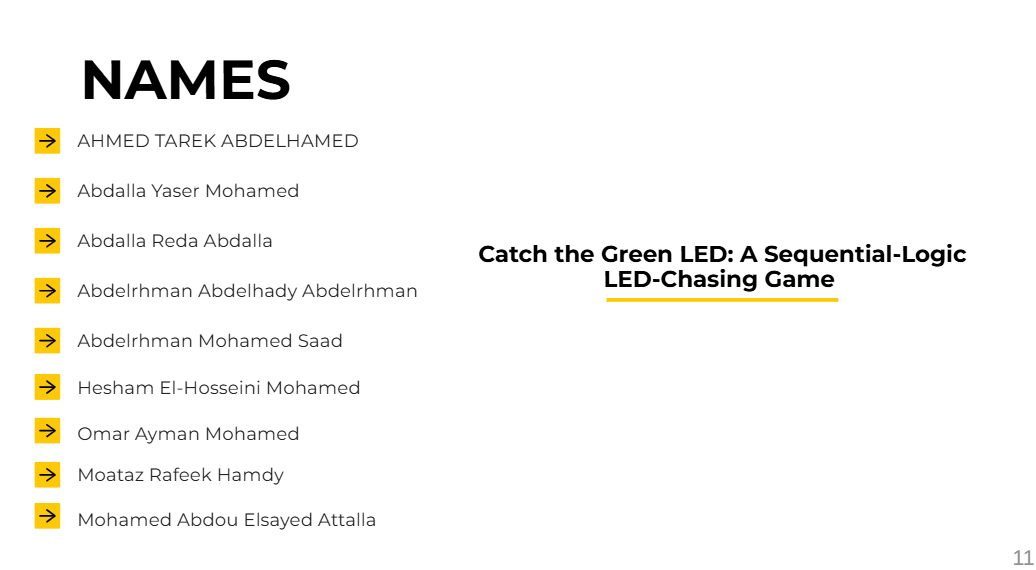 NAMES
AHMED TAREK ABDELHAMED
Abdalla Yaser Mohamed
Abdalla Reda Abdalla
Abdelrhman Abdelhady Abdelrhman
Abdelrhman Mohamed Saad
Hesham El-Hosseini Mohamed
Omar Ayman Mohamed
Moataz Rafeek Hamdy
Mohamed Abdou Elsayed Attalla
Catch the Green LED: A Sequential-Logic
LED-Chasing Game
11